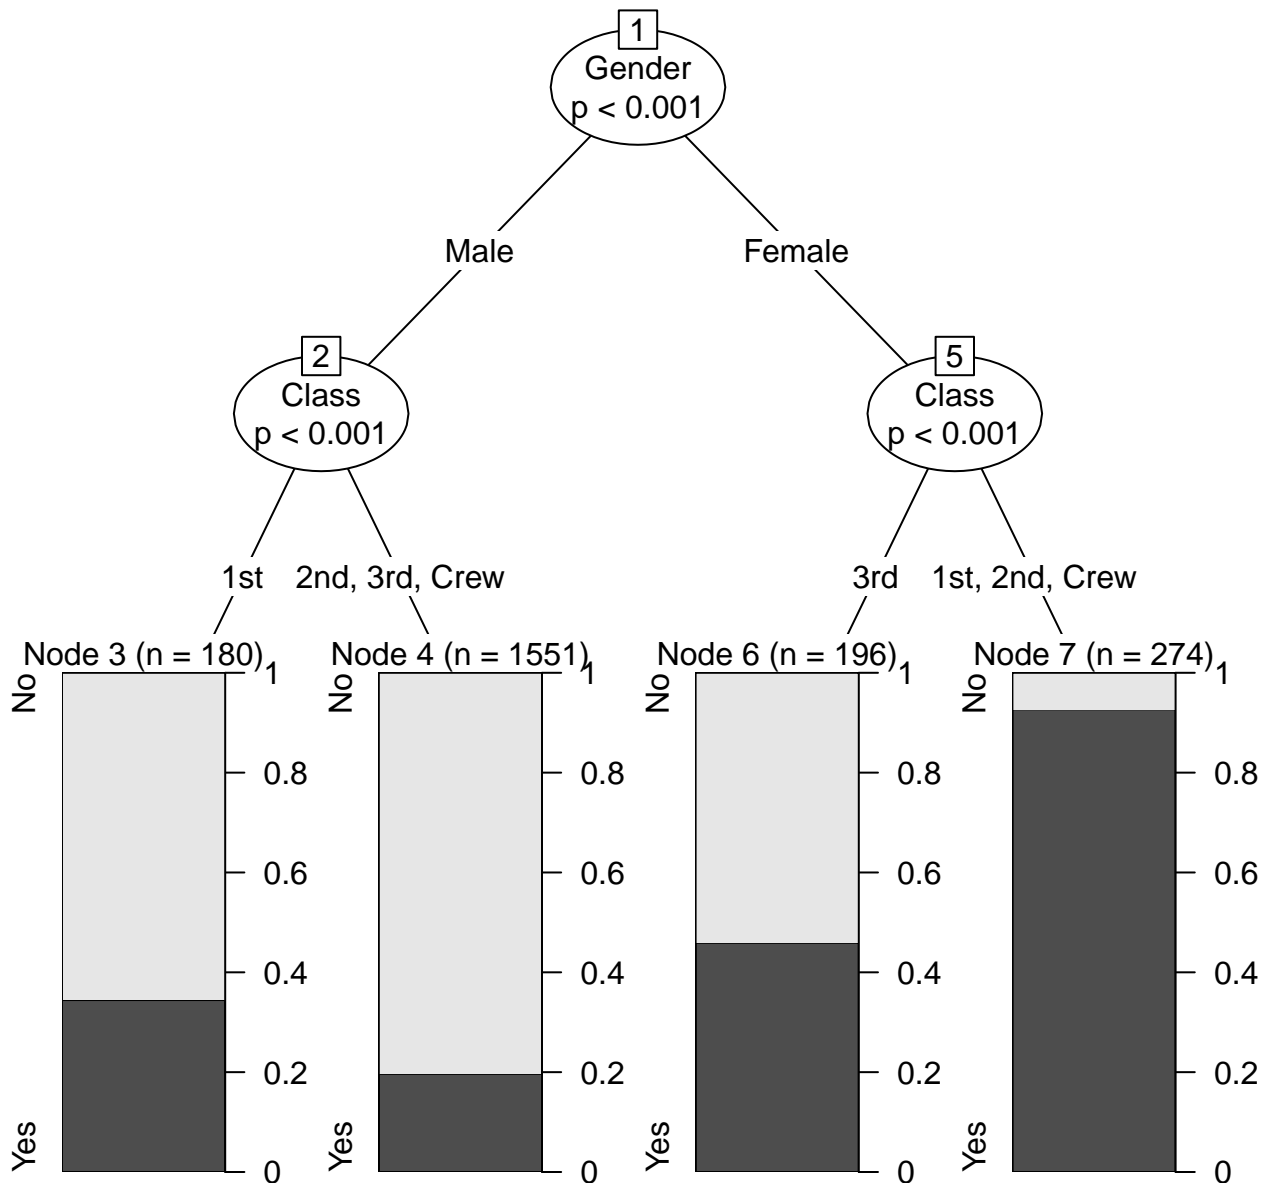 1
Gender
p < 0.001
Male
Female
2
Class
p < 0.001
5
Class
p < 0.001
1st
2nd, 3rd, Crew
3rd
1st, 2nd, Crew
Node 3 (n = 180)
No
Yes
1
0.8
0.6
0.4
0.2
0
Node 4 (n = 1551)
No
Yes
1
0.8
0.6
0.4
0.2
0
Node 6 (n = 196)
No
Yes
1
0.8
0.6
0.4
0.2
0
Node 7 (n = 274)
No
Yes
1
0.8
0.6
0.4
0.2
0